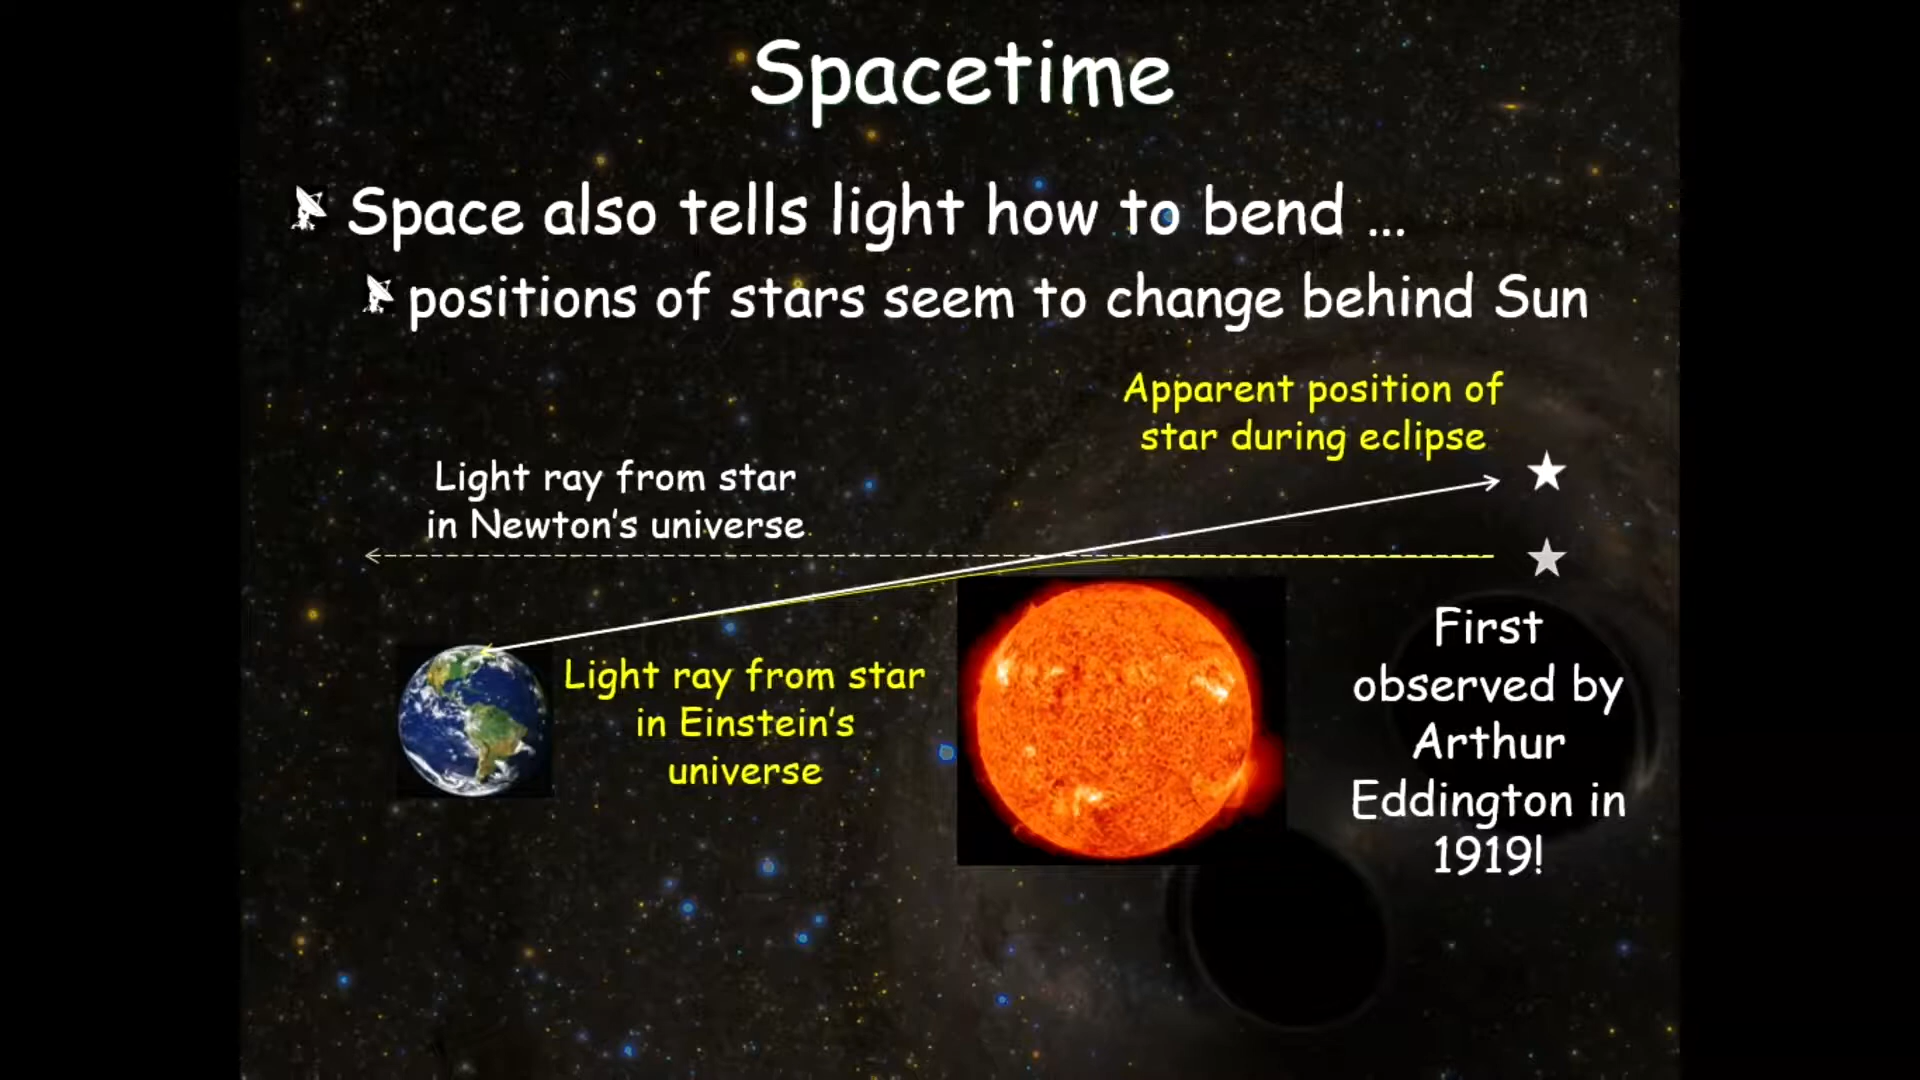 Spacetime
Space also tells light how to bend ...
positions of stars seem to change behind Sun
Apparent position of
star during eclipse
Light ray from star
in Newton's universe
Light ray from star
in Einstein's
universe
First
observed by
Arthur
Eddington in
1919!